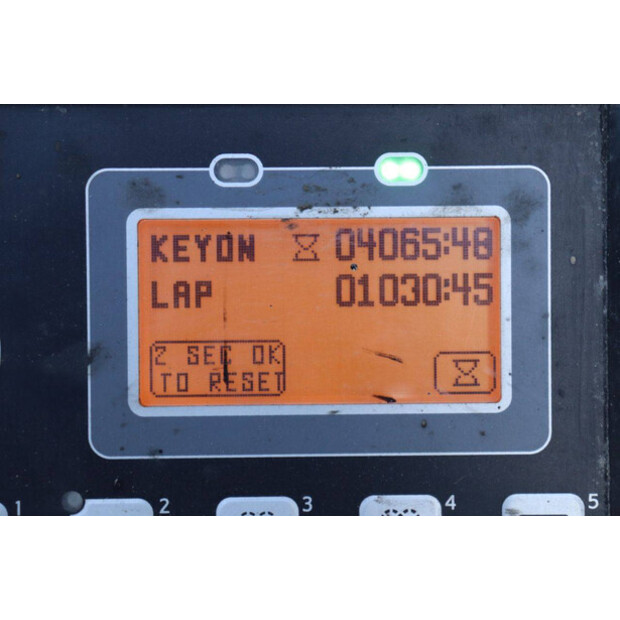 KEYON 04065:48
LAP 01030:45
2 SEC OK
TO RESET
1 2 3 4 5